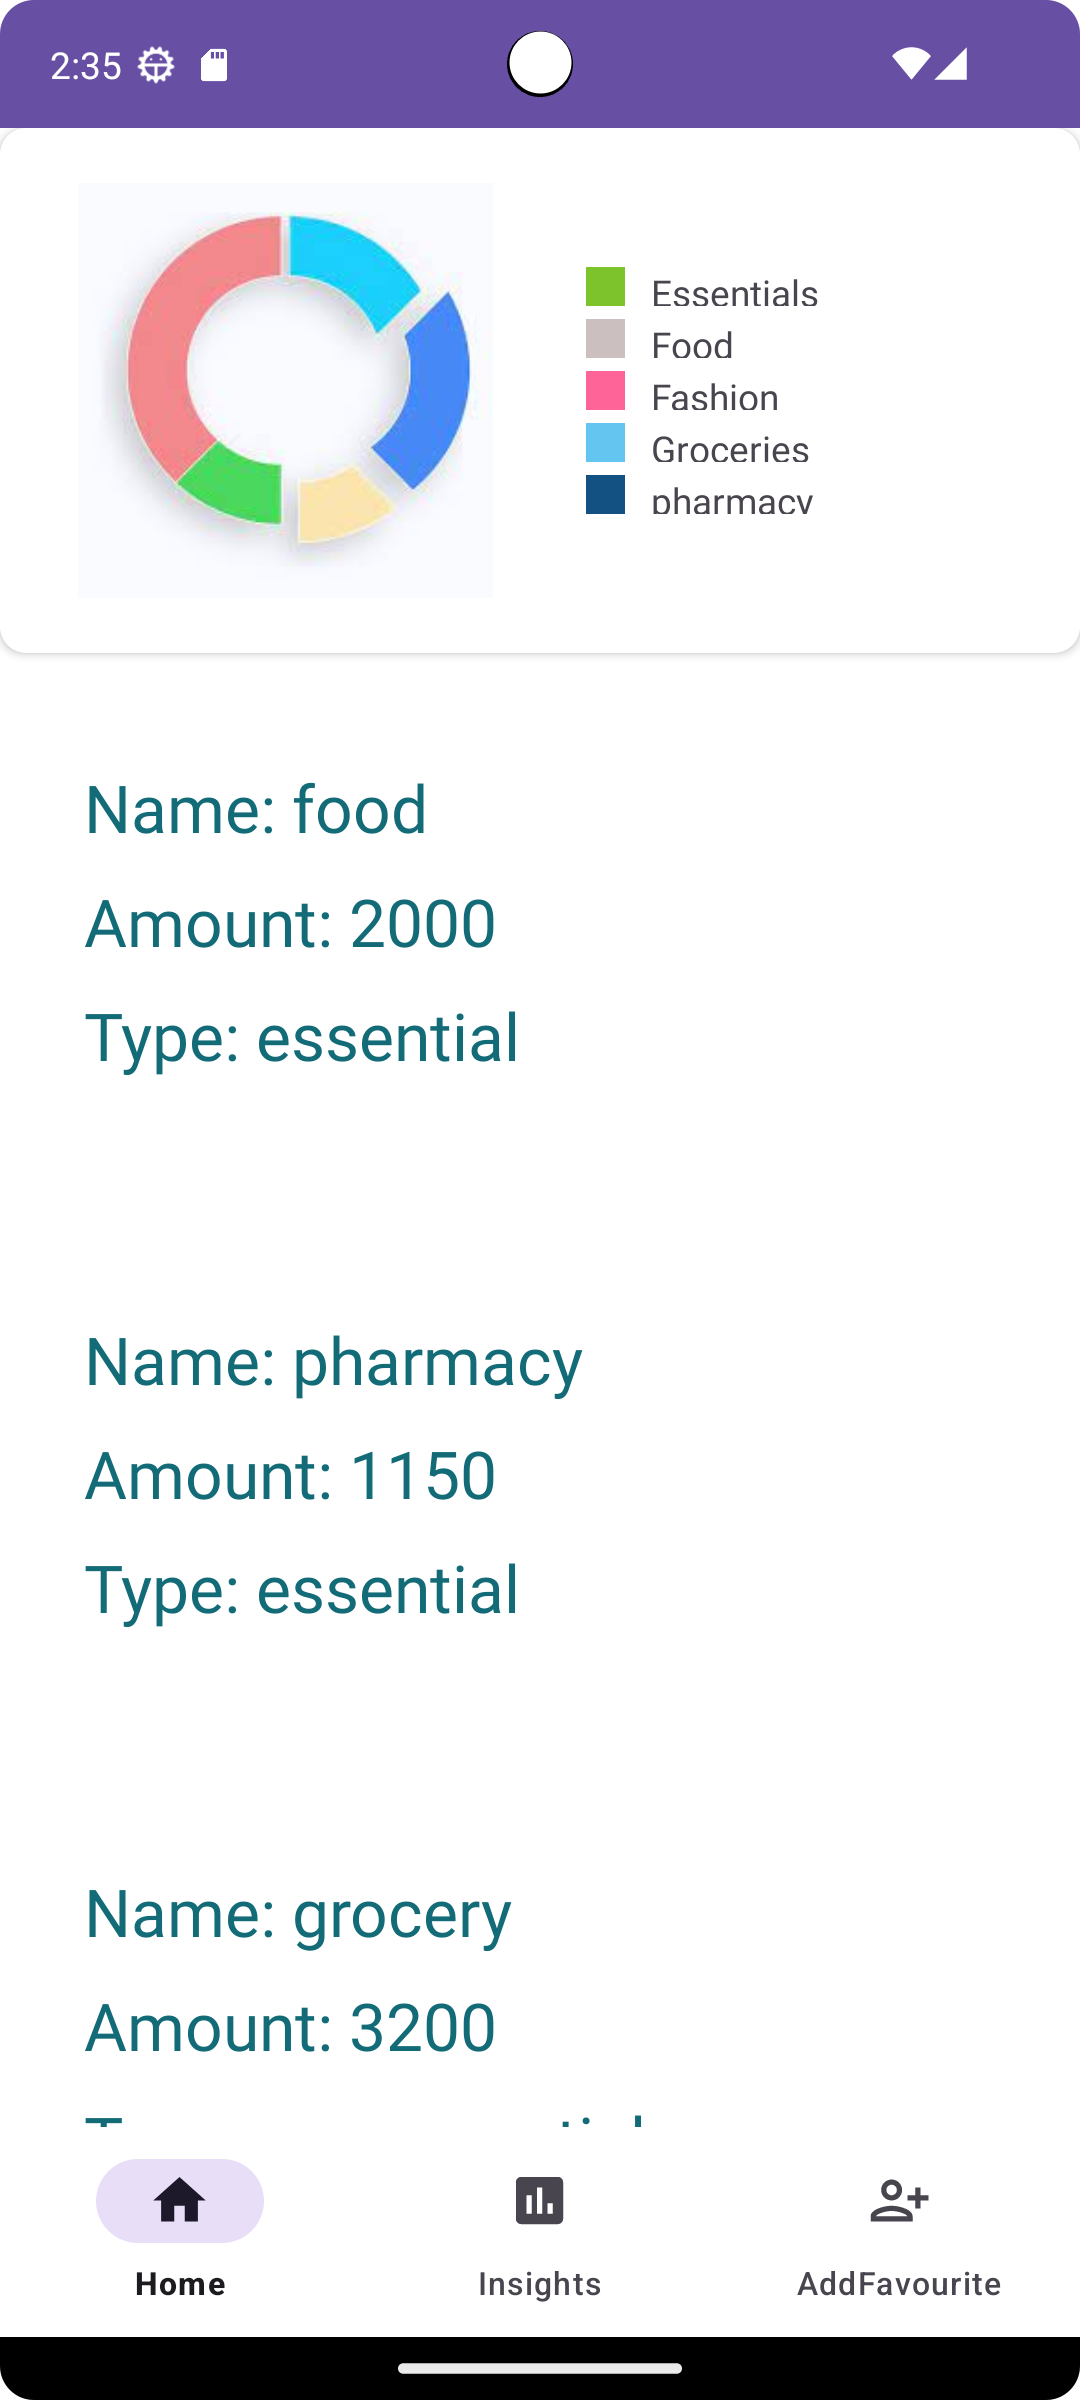 2:35
Essentials
Food
Fashion
Groceries
pharmacy
Name: food
Amount: 2000
Type: essential
Name: pharmacy
Amount: 1150
Type: essential
Name: grocery
Amount: 3200
Home
Insights
AddFavourite